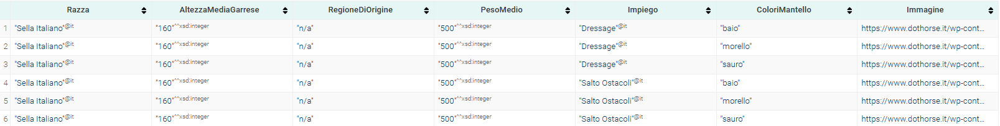 Razza AltezzaMediaGarrese RegioneDiOrigine PesoMedio Impiego ColoriMantello Immagine
1 "Sella Italiano"@it "160"^^xsd:integer "n/a" "500"^^xsd:integer "Dressage"@it "baio" https://www.dothorse.it/wp-cont...
2 "Sella Italiano"@it "160"^^xsd:integer "n/a" "500"^^xsd:integer "Dressage"@it "morello" https://www.dothorse.it/wp-cont...
3 "Sella Italiano"@it "160"^^xsd:integer "n/a" "500"^^xsd:integer "Dressage"@it "sauro" https://www.dothorse.it/wp-cont...
4 "Sella Italiano"@it "160"^^xsd:integer "n/a" "500"^^xsd:integer "Salto Ostacoli"@it "baio" https://www.dothorse.it/wp-cont...
5 "Sella Italiano"@it "160"^^xsd:integer "n/a" "500"^^xsd:integer "Salto Ostacoli"@it "morello" https://www.dothorse.it/wp-cont...
6 "Sella Italiano"@it "160"^^xsd:integer "n/a" "500"^^xsd:integer "Salto Ostacoli"@it "sauro" https://www.dothorse.it/wp-cont...